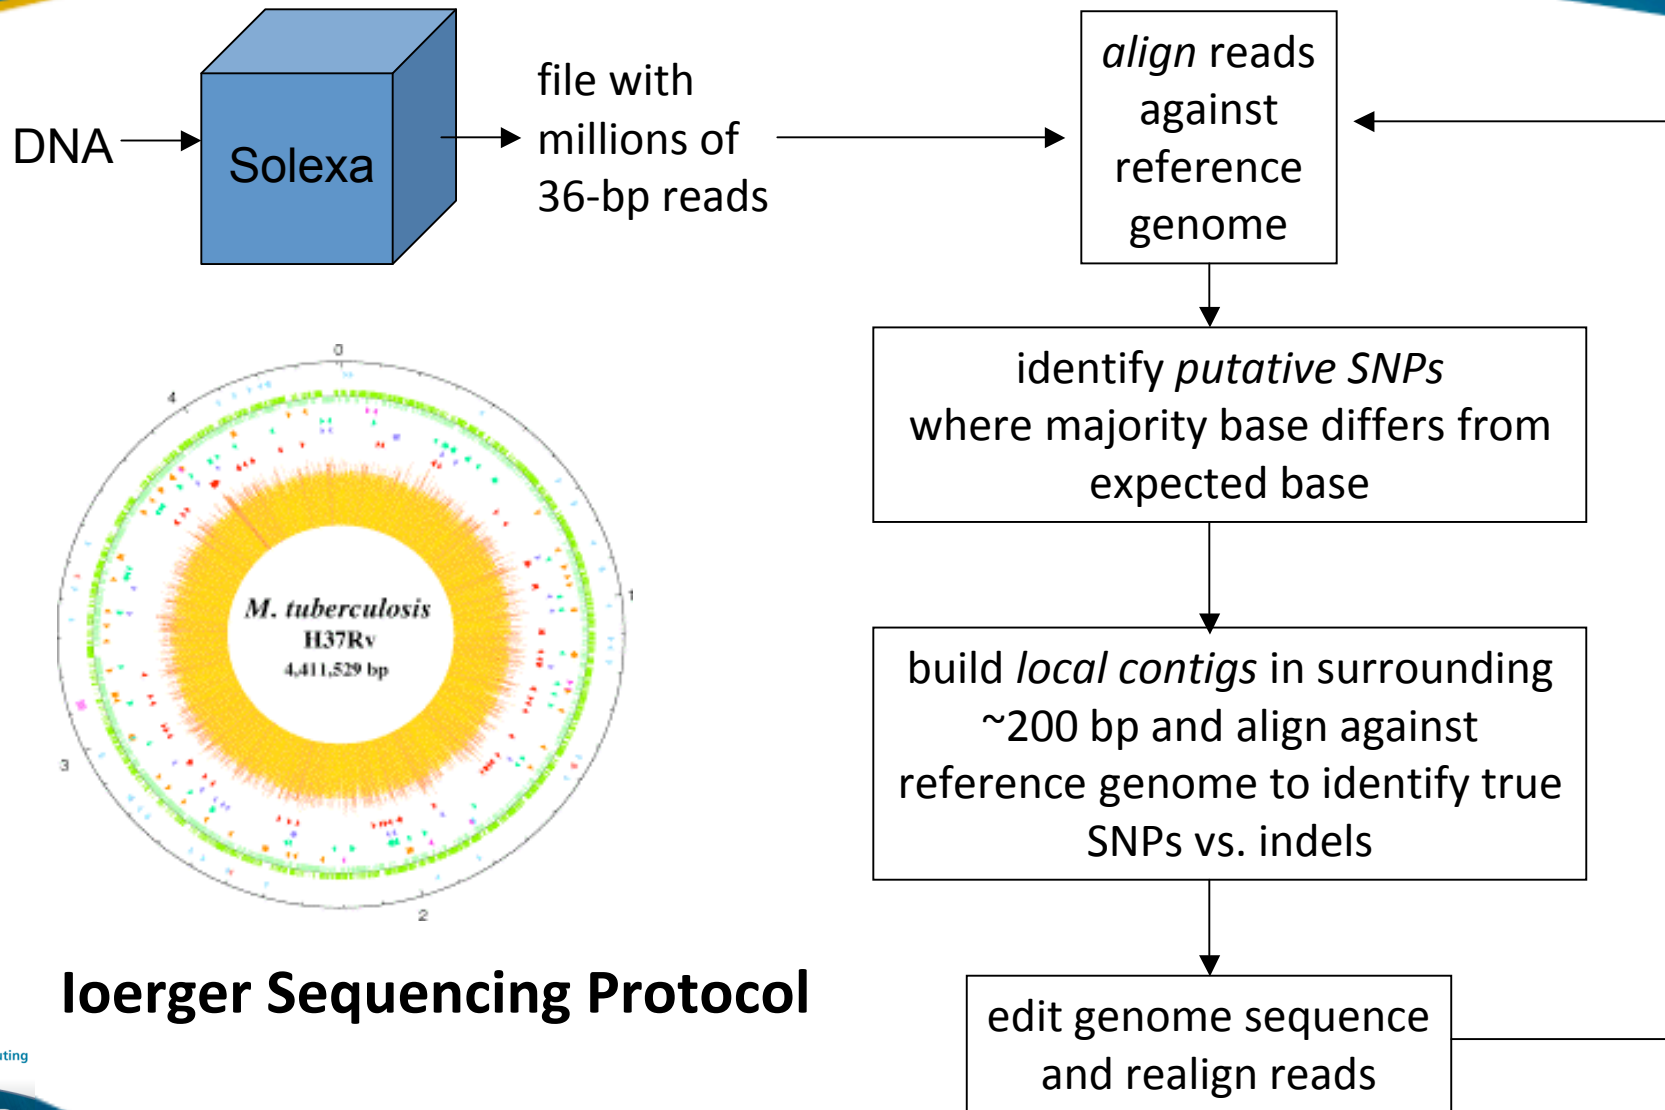 DNA
Solexa
file with
millions of
36-bp reads
align reads
against
reference
genome
identify putative SNPs
where majority base differs from
expected base
build local contigs in surrounding
~200 bp and align against
reference genome to identify true
SNPs vs. indels
edit genome sequence
and realign reads
0
1
2
3
4
M. tuberculosis
H37Rv
4,411,529 bp
Ioerger Sequencing Protocol
uting